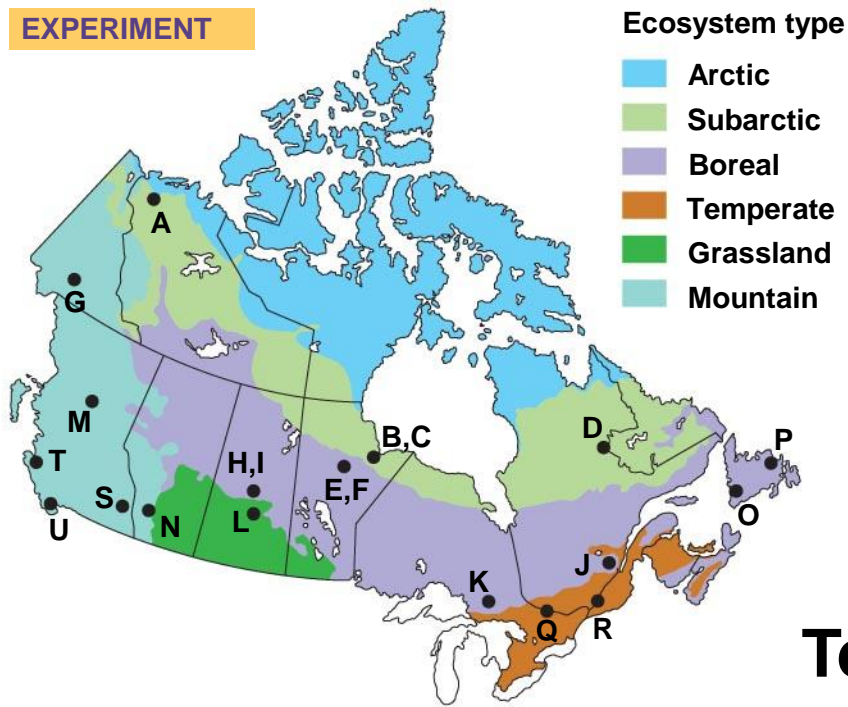 EXPERIMENT
Ecosystem type
Arctic
Subarctic
Boreal
Temperate
Grassland
Mountain
A
G
M
B,C
D
P
T
H,I
E,F
S
N
L
O
U
J
K
Q
R